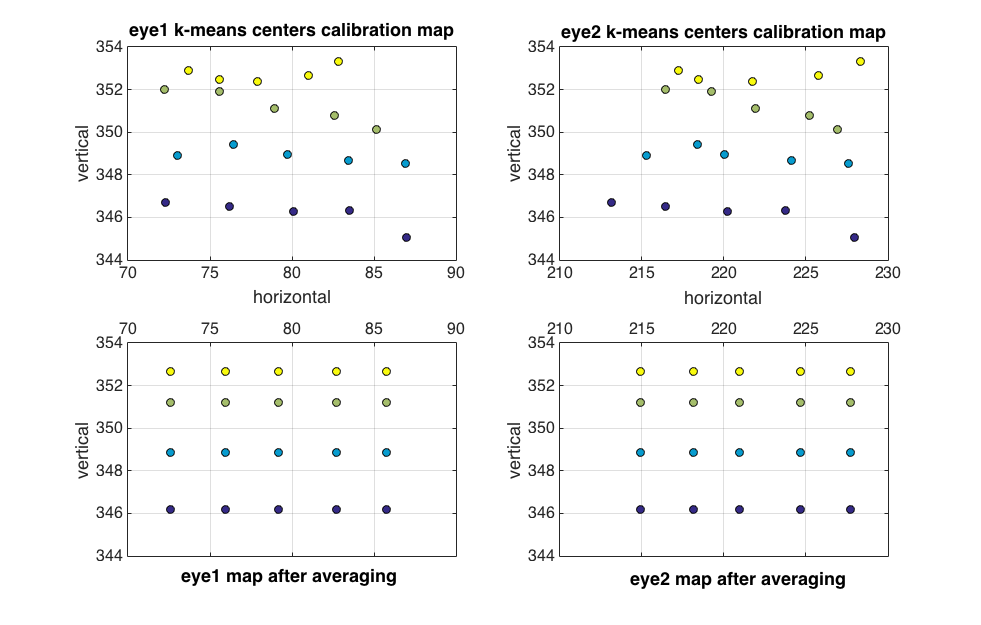 eye1 k-means centers calibration map
354
352
350
348
346
344
vertical
70 75 80 85 90
horizontal
eye2 k-means centers calibration map
354
352
350
348
346
344
vertical
210 215 220 225 230
horizontal
70 75 80 85 90
354
352
350
348
346
344
vertical
eye1 map after averaging
210 215 220 225 230
354
352
350
348
346
344
vertical
eye2 map after averaging